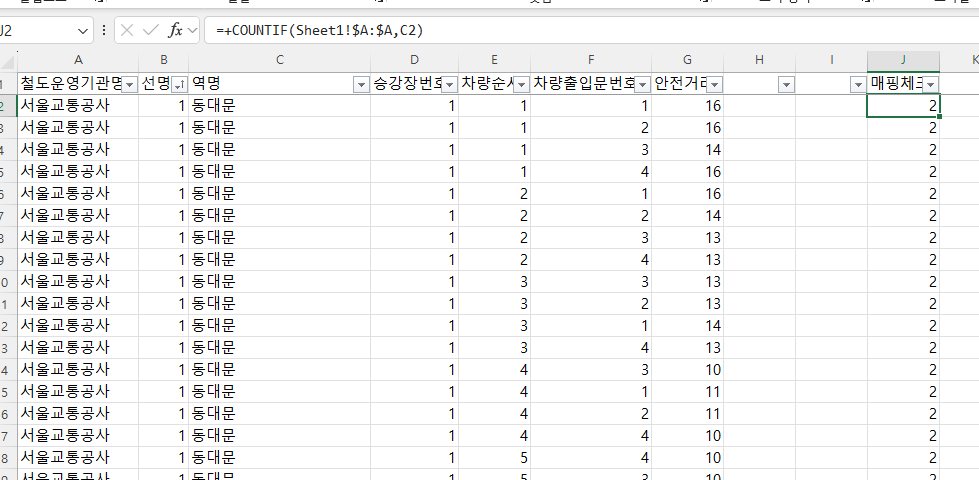 J2 fx =+COUNTIF(Sheet1!$A:$A,C2)
A B C D E F G H I J K
1 철도운영기관명 선명 역명 승강장번호 차량순서 차량출입문번호 안전거리 매핑체크
2 서울교통공사 1 동대문 1 1 1 16 2
3 서울교통공사 1 동대문 1 1 2 16 2
4 서울교통공사 1 동대문 1 1 3 14 2
5 서울교통공사 1 동대문 1 1 4 16 2
6 서울교통공사 1 동대문 1 2 1 16 2
7 서울교통공사 1 동대문 1 2 2 14 2
8 서울교통공사 1 동대문 1 2 3 13 2
9 서울교통공사 1 동대문 1 2 4 13 2
0 서울교통공사 1 동대문 1 3 3 13 2
1 서울교통공사 1 동대문 1 3 2 13 2
2 서울교통공사 1 동대문 1 3 1 14 2
3 서울교통공사 1 동대문 1 3 4 13 2
4 서울교통공사 1 동대문 1 4 3 10 2
5 서울교통공사 1 동대문 1 4 1 11 2
6 서울교통공사 1 동대문 1 4 2 11 2
7 서울교통공사 1 동대문 1 4 4 10 2
8 서울교통공사 1 동대문 1 5 4 10 2
9 서울교통공사 1 동대문 1 5 3 10 2